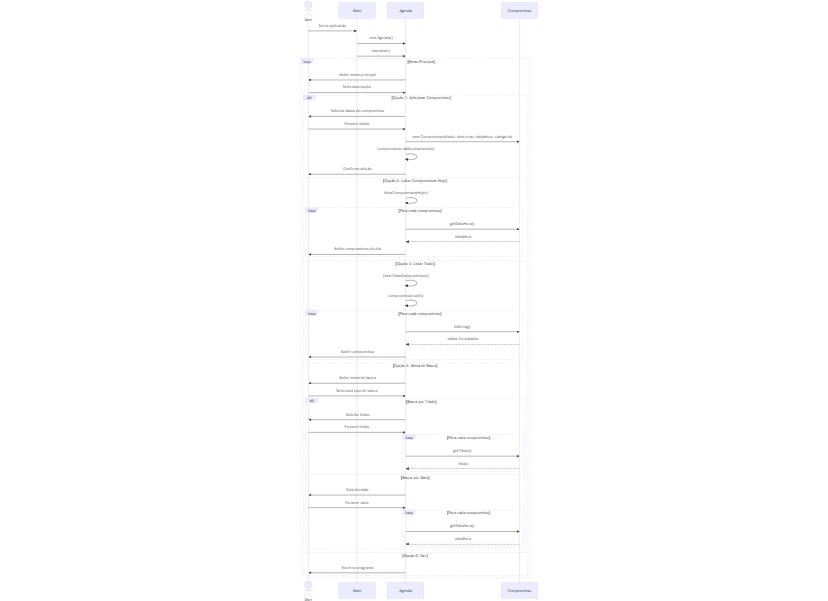 User
Main
Agenda
Compromisso
Inicia aplicação
new Agenda()
executar()
loop
[Menu Principal]
Exibe menu principal
Seleciona opção
alt
[Opção 1: Adicionar Compromisso]
Solicita dados do compromisso
Fornece dados
new Compromisso(titulo, descricao, dataHora, categoria)
compromissos.add(compromisso)
Confirma adição
[Opção 2: Listar Compromissos Hoje]
listarCompromissosHoje()
loop
[Para cada compromisso]
getDataHora()
dataHora
Exibe compromissos do dia
[Opção 3: Listar Todos]
listarTodosCompromissos()
compromissos.sort()
loop
[Para cada compromisso]
toString()
dados formatados
Exibe compromisso
[Opção 4: Menu de Busca]
Exibe menu de busca
Seleciona tipo de busca
alt
[Busca por Título]
Solicita título
Fornece título
loop
[Para cada compromisso]
getTitulo()
titulo
[Busca por Data]
Solicita data
Fornece data
loop
[Para cada compromisso]
getDataHora()
dataHora
[Opção 0: Sair]
Encerra programa
User
Main
Agenda
Compromisso